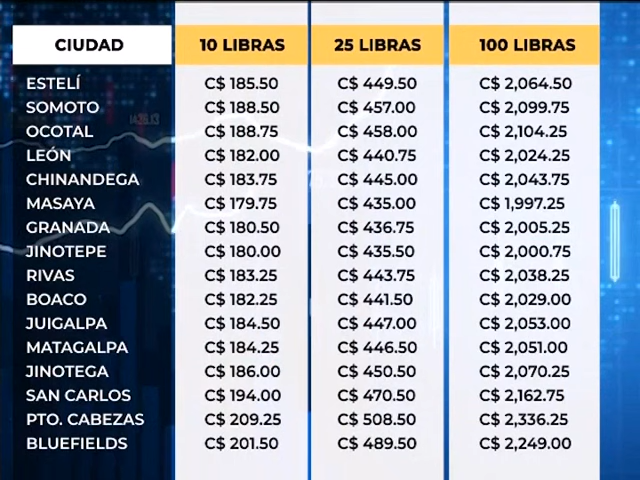 CIUDAD 10 LIBRAS 25 LIBRAS 100 LIBRAS
ESTELÍ C$ 185.50 C$ 449.50 C$ 2,064.50
SOMOTO C$ 188.50 C$ 457.00 C$ 2,099.75
OCOTAL C$ 188.75 C$ 458.00 C$ 2,104.25
LEÓN C$ 182.00 C$ 440.75 C$ 2,024.25
CHINANDEGA C$ 183.75 C$ 445.00 C$ 2,043.75
MASAYA C$ 179.75 C$ 435.00 C$ 1,997.25
GRANADA C$ 180.50 C$ 436.75 C$ 2,005.25
JINOTEPE C$ 180.00 C$ 435.50 C$ 2,000.75
RIVAS C$ 183.25 C$ 443.75 C$ 2,038.25
BOACO C$ 182.25 C$ 441.50 C$ 2,029.00
JUIGALPA C$ 184.50 C$ 447.00 C$ 2,053.00
MATAGALPA C$ 184.25 C$ 446.50 C$ 2,051.00
JINOTEGA C$ 186.00 C$ 450.50 C$ 2,070.25
SAN CARLOS C$ 194.00 C$ 470.50 C$ 2,162.75
PTO. CABEZAS C$ 209.25 C$ 508.50 C$ 2,336.25
BLUEFIELDS C$ 201.50 C$ 489.50 C$ 2,249.00